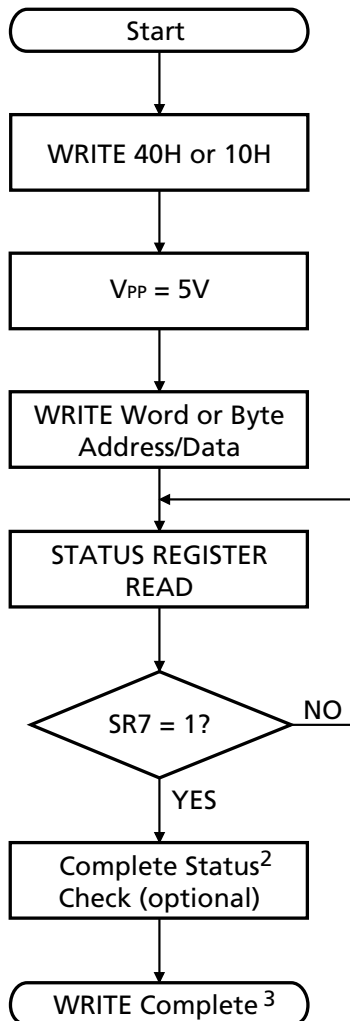 Start
WRITE 40H or 10H
VPP = 5V
WRITE Word or Byte
Address/Data
STATUS REGISTER
READ
SR7 = 1?
NO
YES
Complete Status2
Check (optional)
WRITE Complete 3